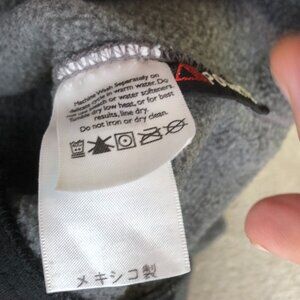 Machine Wash Seperately on
delicate cycle in warm water. Do
not use bleach or water softeners.
Tumble dry low heat, or for best
results, line dry.
Do not iron or dry clean.
メキシコ製